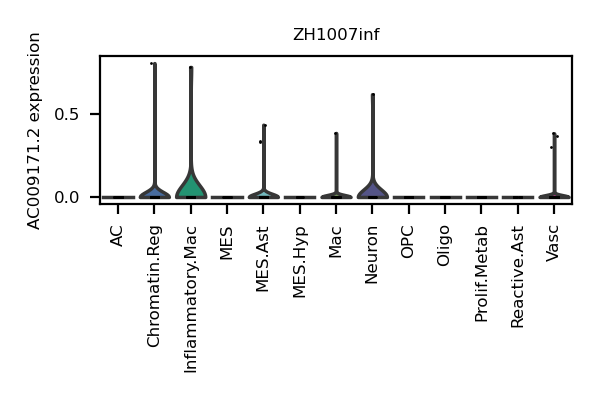 ZH1007inf
AC009171.2 expression
0.5
0.0
AC
Chromatin.Reg
Inflammatory.Mac
MES
MES.Ast
MES.Hyp
Mac
Neuron
OPC
Oligo
Prolif.Metab
Reactive.Ast
Vasc